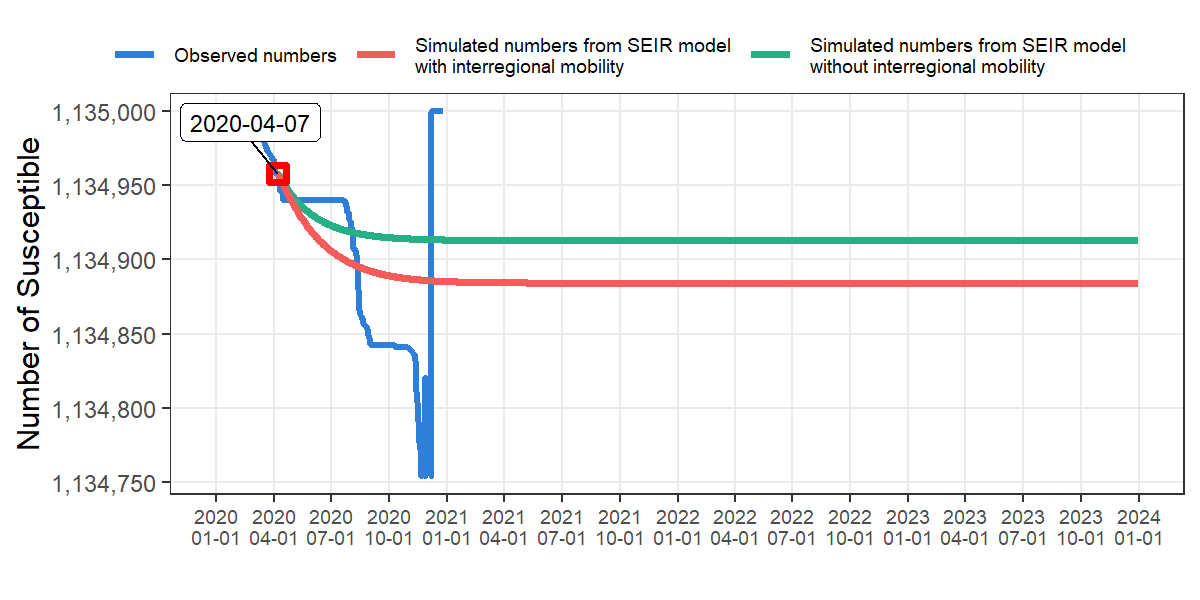 Observed numbers
Simulated numbers from SEIR model
with interregional mobility
Simulated numbers from SEIR model
without interregional mobility
Number of Susceptible
1,135,000
1,134,950
1,134,900
1,134,850
1,134,800
1,134,750
2020-04-07
2020 2020 2020 2020 2021 2021 2021 2021 2022 2022 2022 2022 2023 2023 2023 2023 2024
01-01 04-01 07-01 10-01 01-01 04-01 07-01 10-01 01-01 04-01 07-01 10-01 01-01 04-01 07-01 10-01 01-01